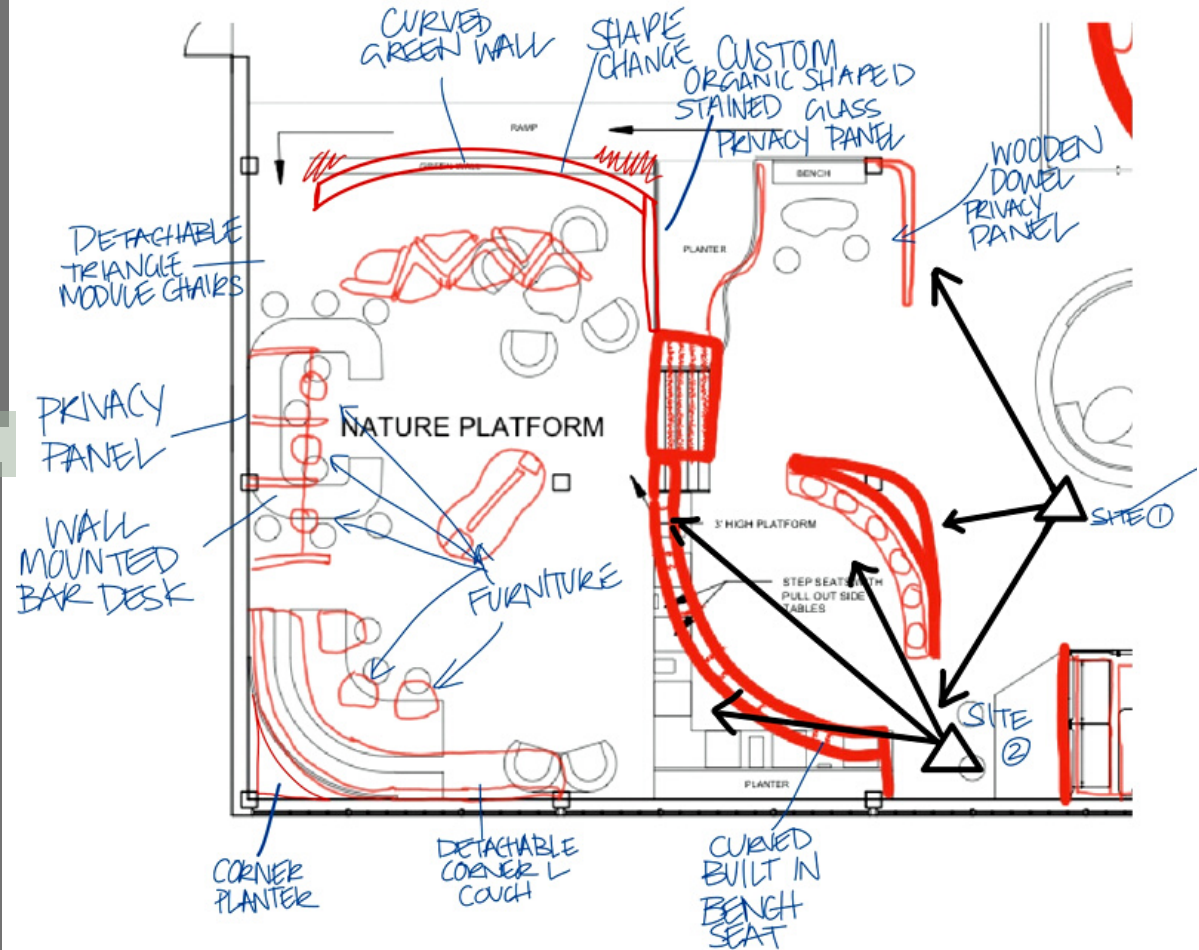 CURVED
GREEN WALL
SHAPE
CHANGE
CUSTOM
ORGANIC SHAPED
STAINED GLASS
PRIVACY PANEL
RAMP
GREEN WALL
BENCH
WOODEN
DOWEL
PRIVACY
PANEL
DETACHABLE
TRIANGLE
MODULE CHAIRS
PLANTER
PRIVACY
PANEL
NATURE PLATFORM
WALL
MOUNTED
BAR DESK
3' HIGH PLATFORM
SITE 1
STEP SEATS WITH
PULL OUT SIDE
TABLES
FURNITURE
SITE
2
PLANTER
CORNER
PLANTER
DETACHABLE
CORNER L
COUCH
CURVED
BUILT IN
BENCH
SEAT